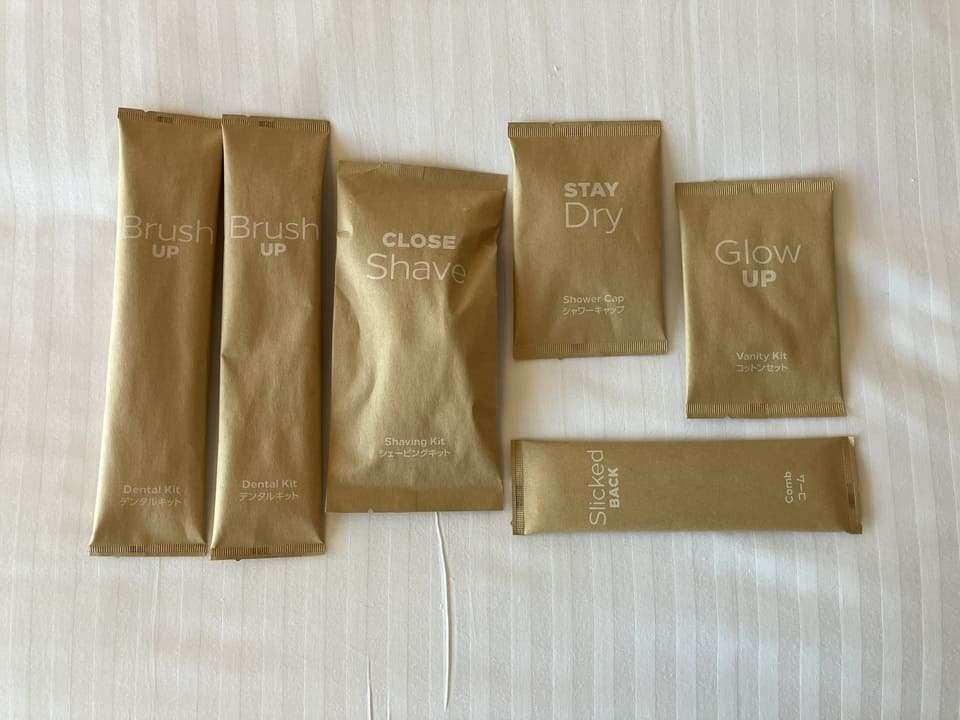 Brush
UP
Dental Kit
デンタルキット
Brush
UP
Dental Kit
デンタルキット
CLOSE
Shave
Shaving Kit
シェービングキット
STAY
Dry
Shower Cap
シャワーキャップ
Glow
UP
Vanity Kit
コットンセット
Slicked
BACK
Comb
コーム